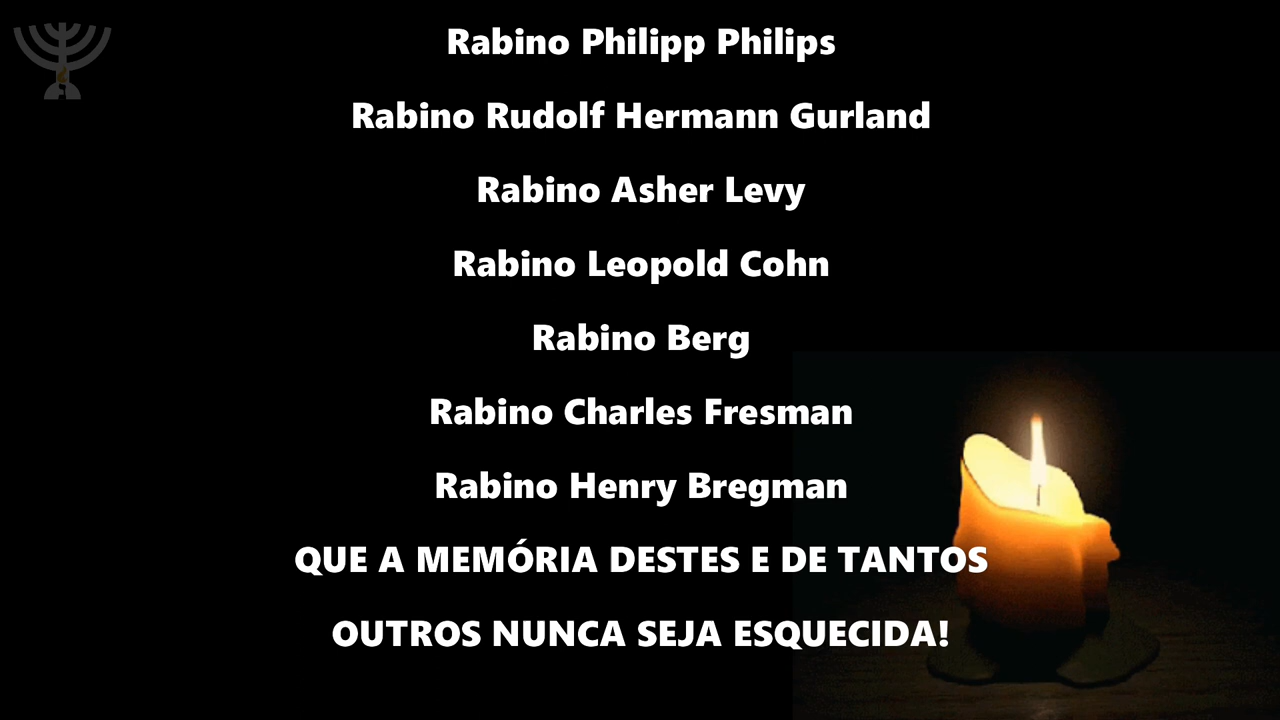 Rabino Philipp Philips
Rabino Rudolf Hermann Gurland
Rabino Asher Levy
Rabino Leopold Cohn
Rabino Berg
Rabino Charles Fresman
Rabino Henry Bregman
QUE A MEMÓRIA DESTES E DE TANTOS
OUTROS NUNCA SEJA ESQUECIDA!